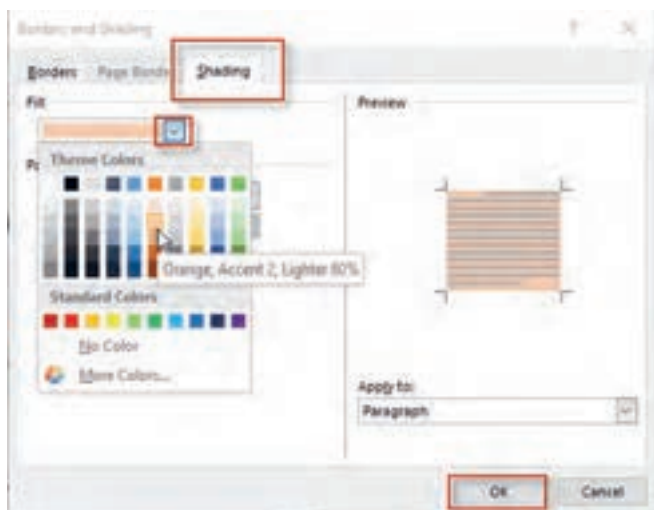 Borders and Shading
Borders Page Border Shading
Fill
Preview
Theme Colors
Orange, Accent 2, Lighter 80%
Standard Colors
No Color
More Colors...
Apply to:
Paragraph
OK Cancel